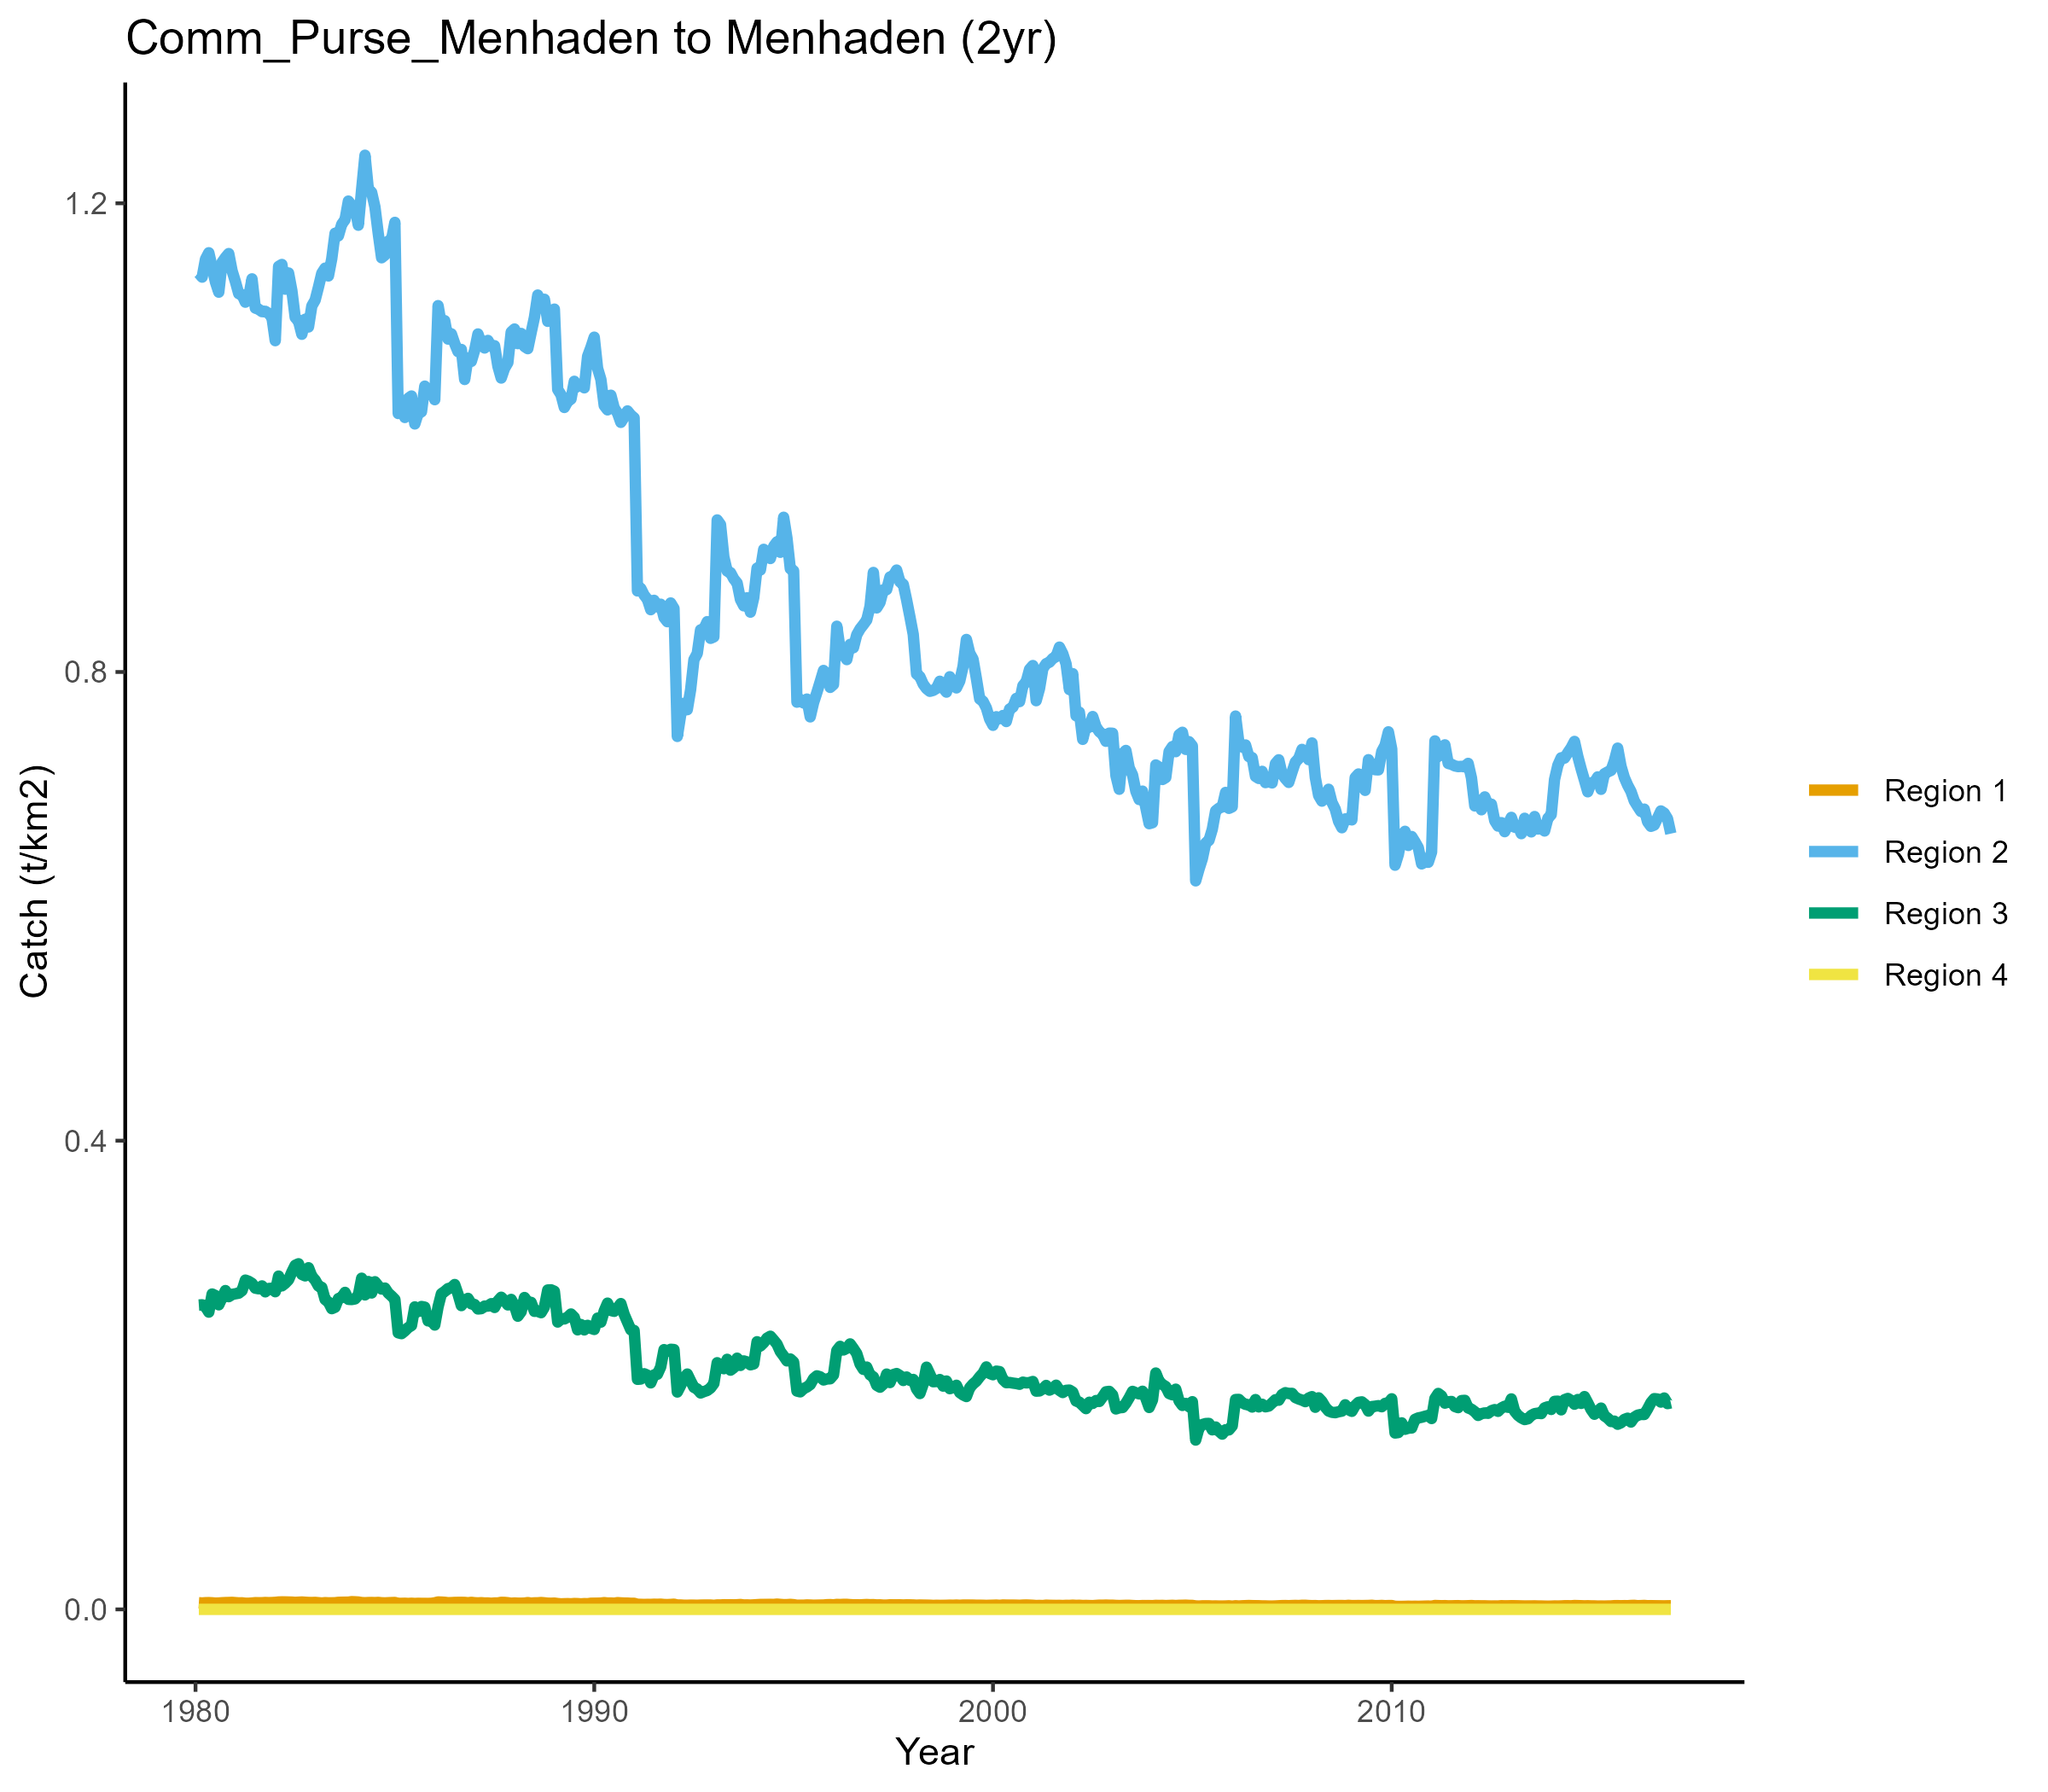 Comm_Purse_Menhaden to Menhaden (2yr)
1.2
0.8
0.4
0.0
Catch (t/km2)
1980
1990
2000
2010
Year
Region 1
Region 2
Region 3
Region 4